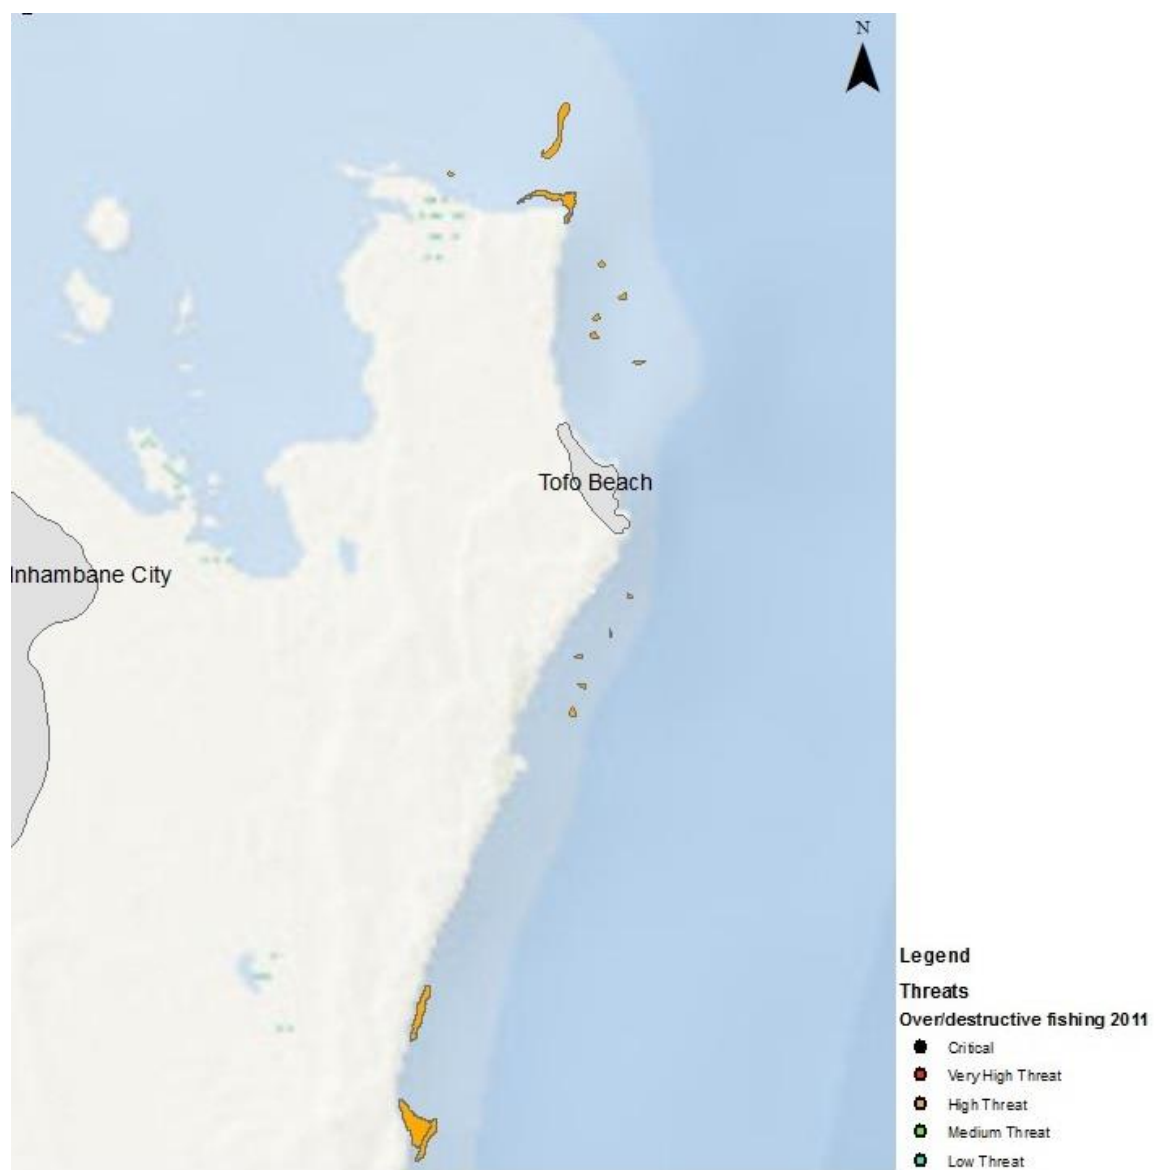 N
Tofo Beach
Inhambane City
Legend
Threats
Over/destructive fishing 2011
Critical
Very High Threat
High Threat
Medium Threat
Low Threat